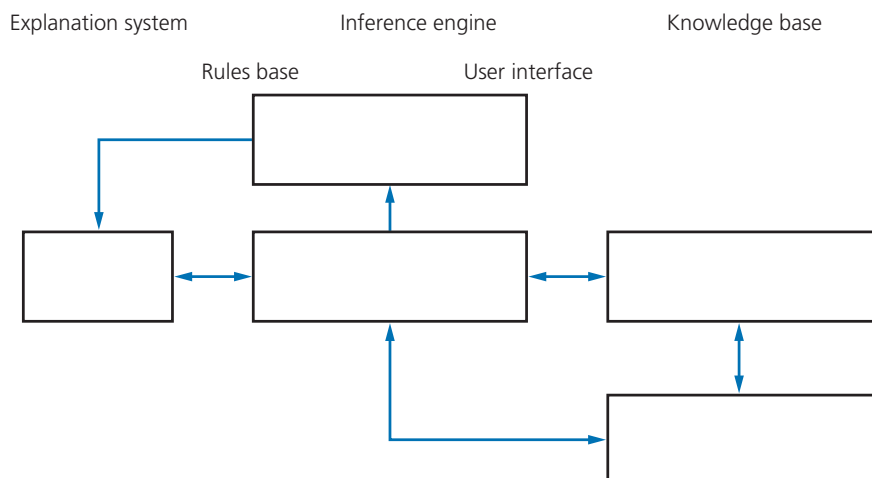 Explanation system Inference engine Knowledge base
Rules base User interface